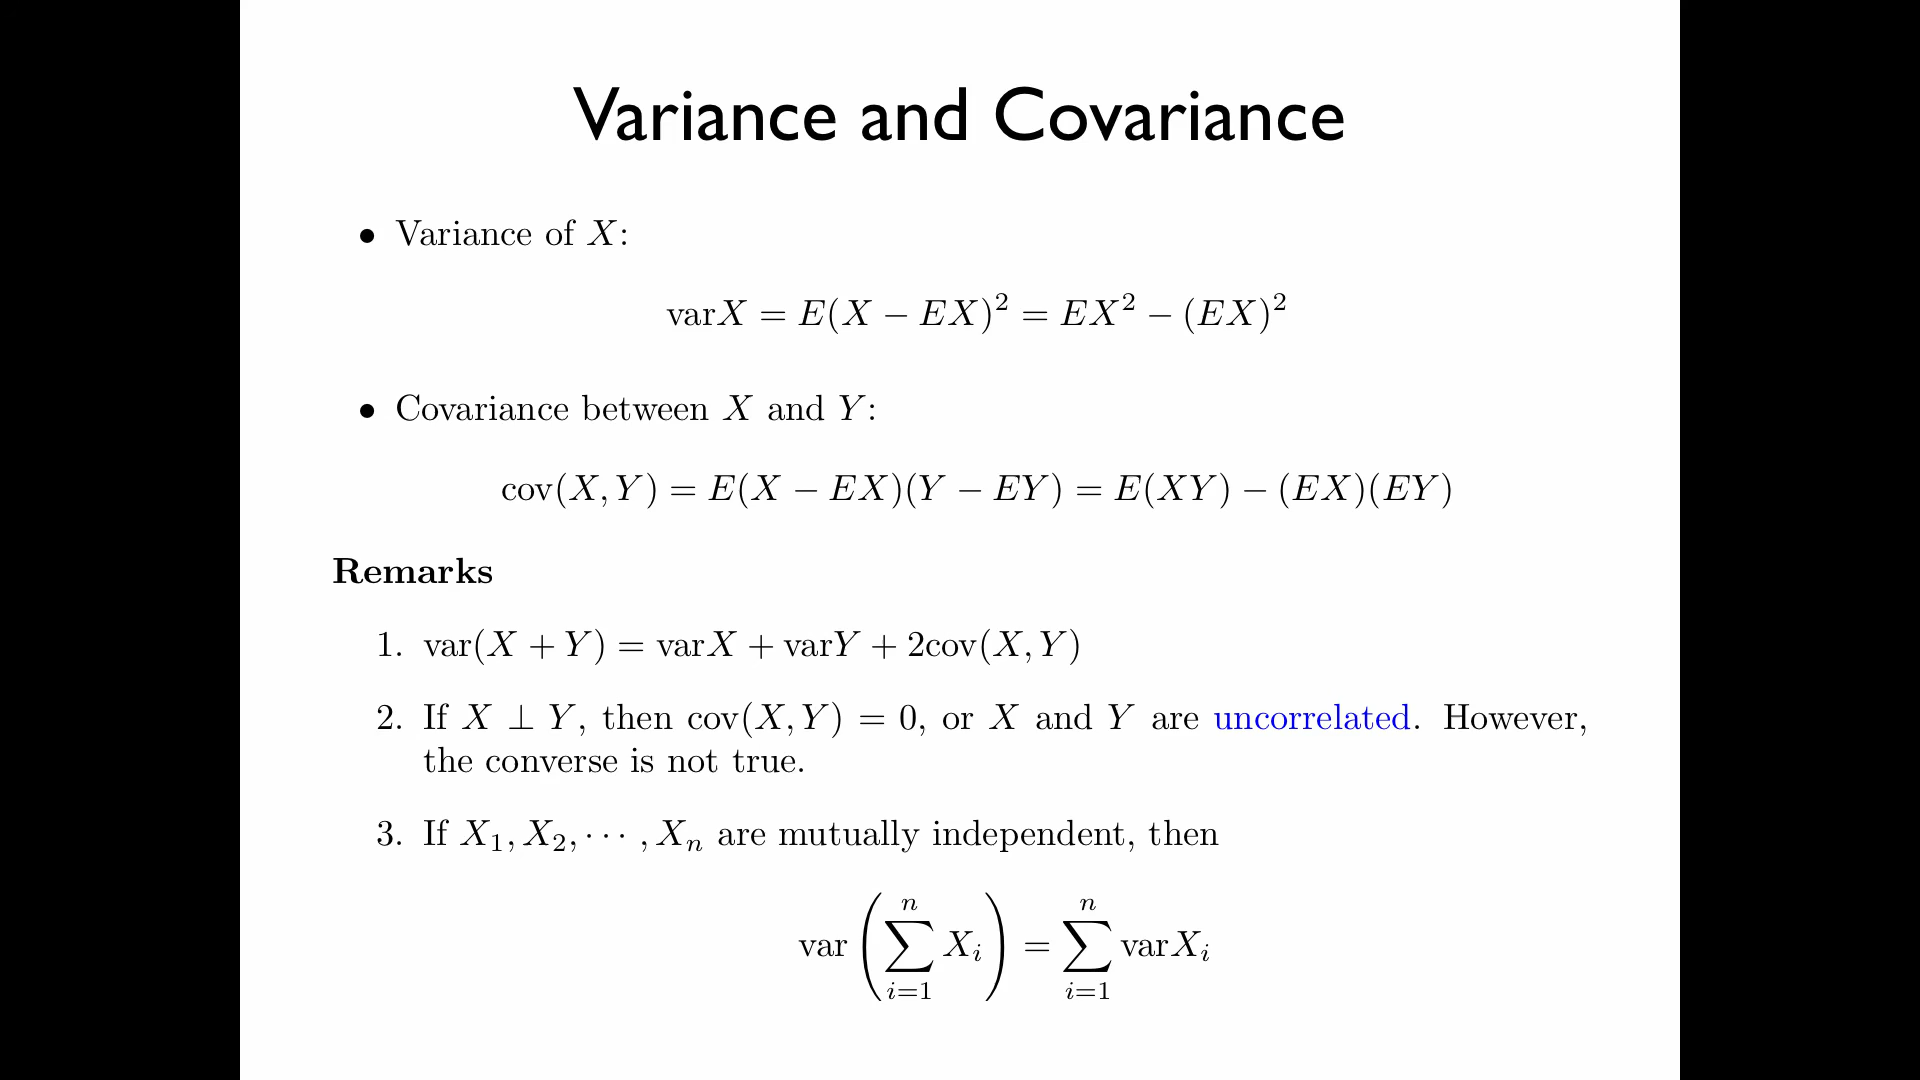 Variance and Covariance
• Variance of X:
varX = E(X − EX)² = EX² − (EX)²
• Covariance between X and Y:
cov(X, Y) = E(X − EX)(Y − EY) = E(XY) − (EX)(EY)
Remarks
1. var(X + Y) = varX + varY + 2cov(X, Y)
2. If X ⊥ Y, then cov(X, Y) = 0, or X and Y are uncorrelated. However,
the converse is not true.
3. If X₁, X₂, ⋯ , Xₙ are mutually independent, then
var(∑ᵢ₌₁ⁿ Xᵢ) = ∑ᵢ₌₁ⁿ varXᵢ